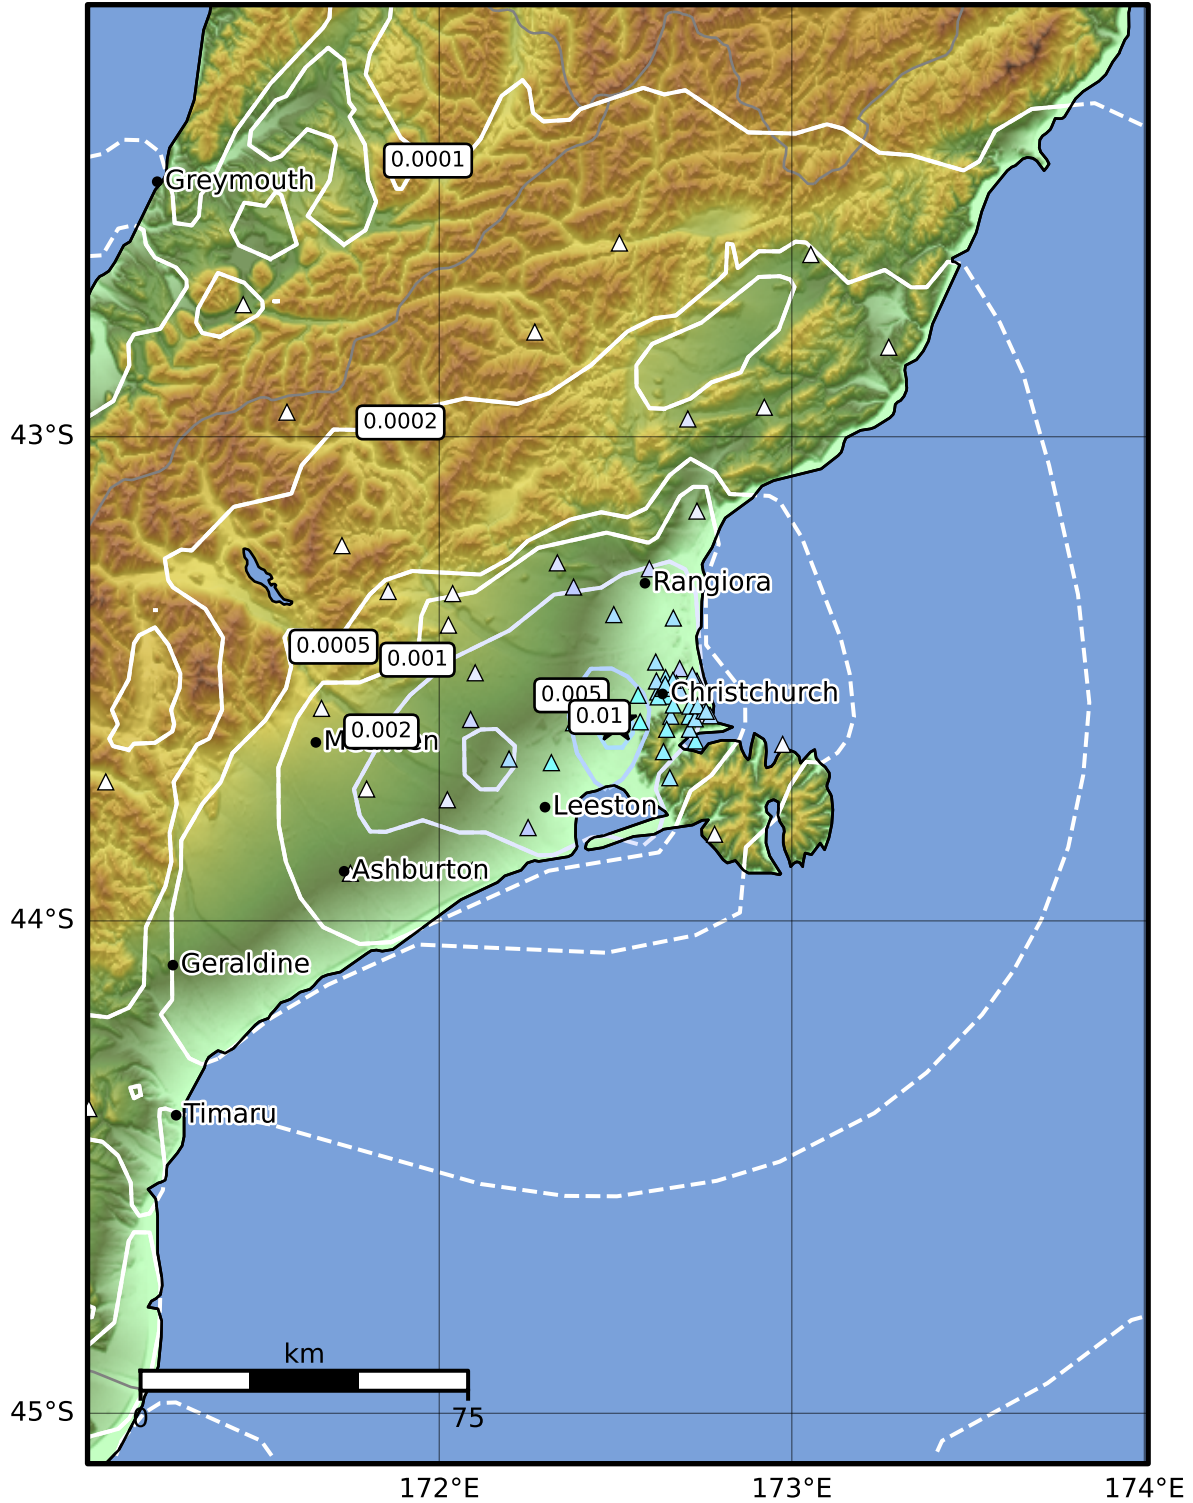 0.0001
Greymouth
0.0002
43°S
Rangiora
0.0005
0.001
0.005
Christchurch
0.01
0.002
Leeston
Ashburton
44°S
Geraldine
Timaru
km
0
75
45°S
172°E
173°E
174°E